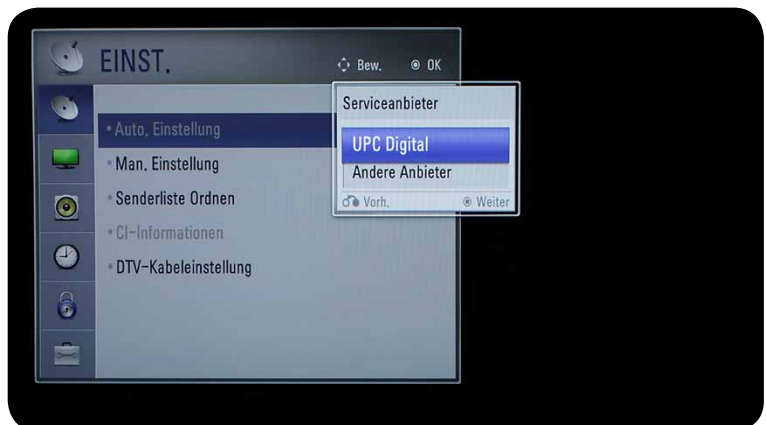 EINST.
Bew. OK
Serviceanbieter
UPC Digital
Andere Anbieter
Vorh. Weiter
Auto. Einstellung
Man. Einstellung
Senderliste Ordnen
CI-Informationen
DTV-Kabeleinstellung